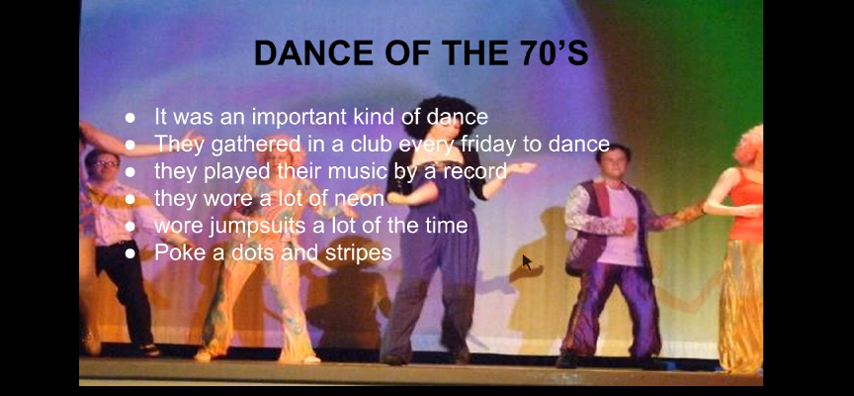 DANCE OF THE 70’S
● It was an important kind of dance
● They gathered in a club every friday to dance
● they played their music by a record
● they wore a lot of neon
● wore jumpsuits a lot of the time
● Poke a dots and stripes